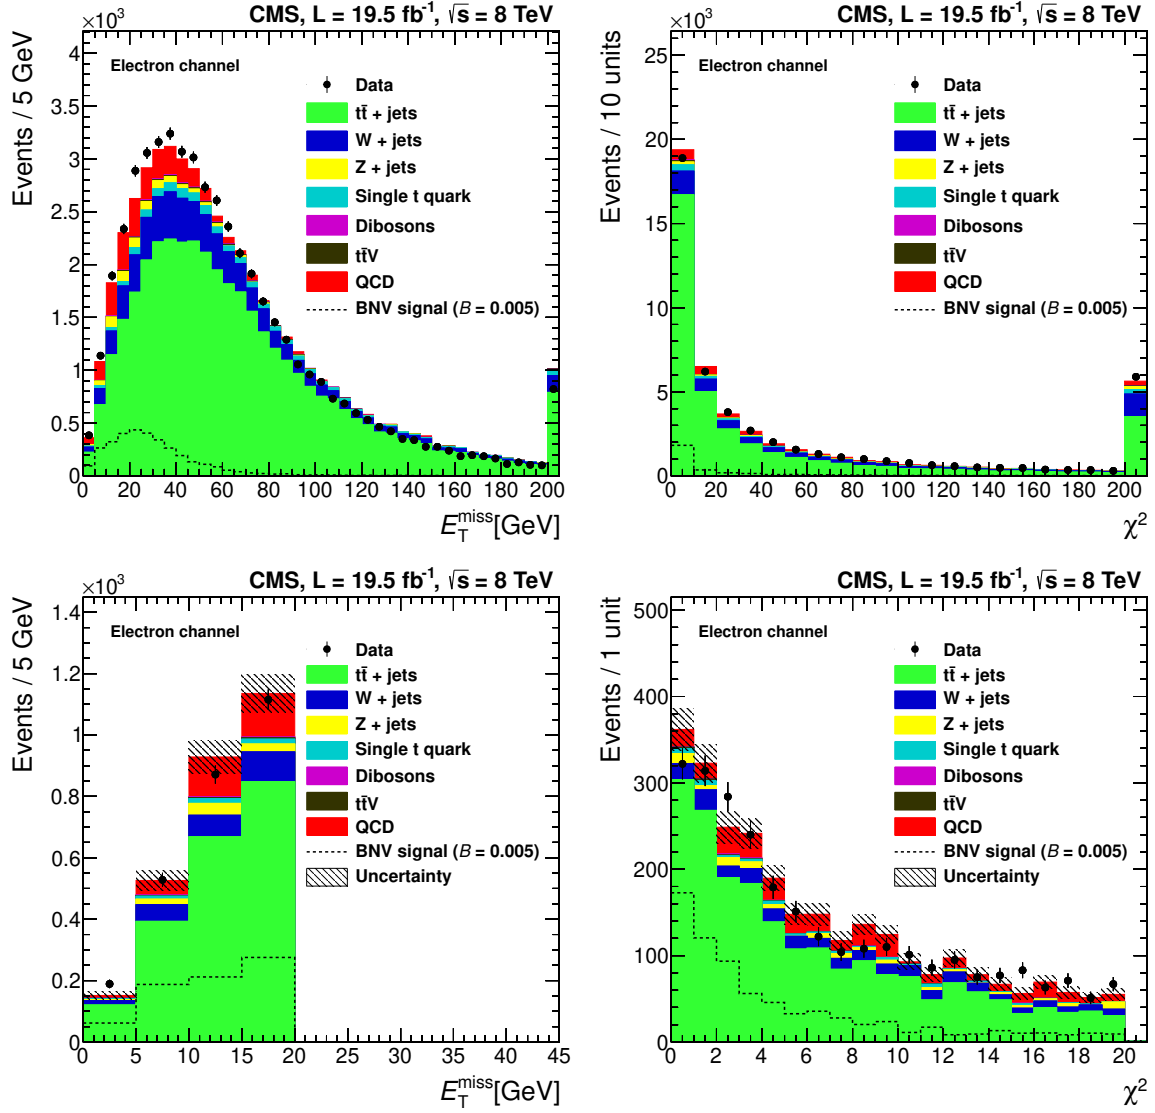 CMS, L = 19.5 fb⁻¹, √s = 8 TeV
×10³
Events / 5 GeV
Electron channel
Data
tt̄ + jets
W + jets
Z + jets
Single t quark
Dibosons
tt̄V
QCD
BNV signal (B = 0.005)
4
3.5
3
2.5
2
1.5
1
0.5
0
0 20 40 60 80 100 120 140 160 180 200
E_T^miss [GeV]
CMS, L = 19.5 fb⁻¹, √s = 8 TeV
×10³
Events / 10 units
Electron channel
Data
tt̄ + jets
W + jets
Z + jets
Single t quark
Dibosons
tt̄V
QCD
BNV signal (B = 0.005)
25
20
15
10
5
0
0 20 40 60 80 100 120 140 160 180 200
χ²
CMS, L = 19.5 fb⁻¹, √s = 8 TeV
×10³
Events / 5 GeV
Electron channel
Data
tt̄ + jets
W + jets
Z + jets
Single t quark
Dibosons
tt̄V
QCD
BNV signal (B = 0.005)
Uncertainty
1.4
1.2
1
0.8
0.6
0.4
0.2
0
0 5 10 15 20 25 30 35 40 45
E_T^miss [GeV]
CMS, L = 19.5 fb⁻¹, √s = 8 TeV
Events / 1 unit
Electron channel
Data
tt̄ + jets
W + jets
Z + jets
Single t quark
Dibosons
tt̄V
QCD
BNV signal (B = 0.005)
Uncertainty
500
400
300
200
100
0
0 2 4 6 8 10 12 14 16 18 20
χ²